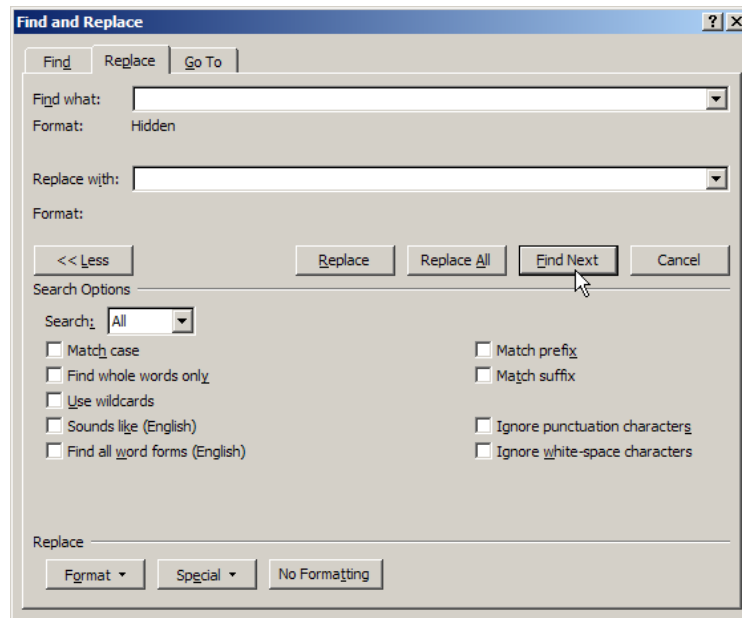 Find and Replace
Find Replace Go To
Find what:
Format: Hidden
Replace with:
Format:
<< Less Replace Replace All Find Next Cancel
Search Options
Search: All
Match case Match prefix
Find whole words only Match suffix
Use wildcards
Sounds like (English) Ignore punctuation characters
Find all word forms (English) Ignore white-space characters
Replace
Format Special No Formatting